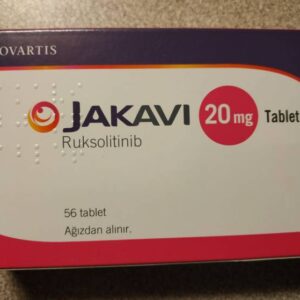 OVARTIS
JAKAVI 20 mg Tablet
Ruksolitinib
56 tablet
Ağızdan alınır.